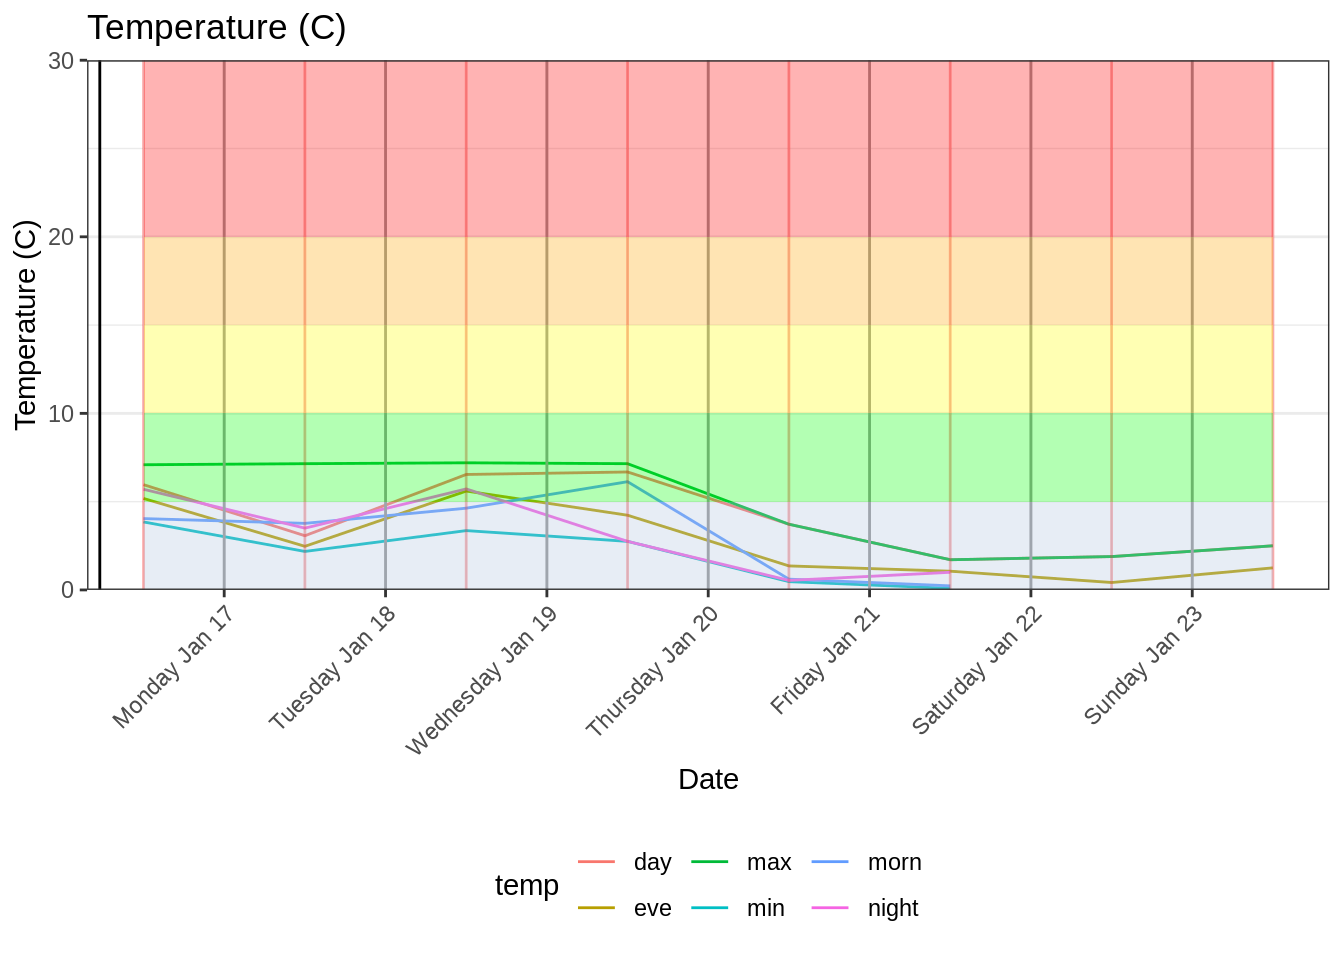 Temperature (C)
30
20
10
0
Temperature (C)
Monday Jan 17
Tuesday Jan 18
Wednesday Jan 19
Thursday Jan 20
Friday Jan 21
Saturday Jan 22
Sunday Jan 23
Date
temp
day
max
morn
eve
min
night